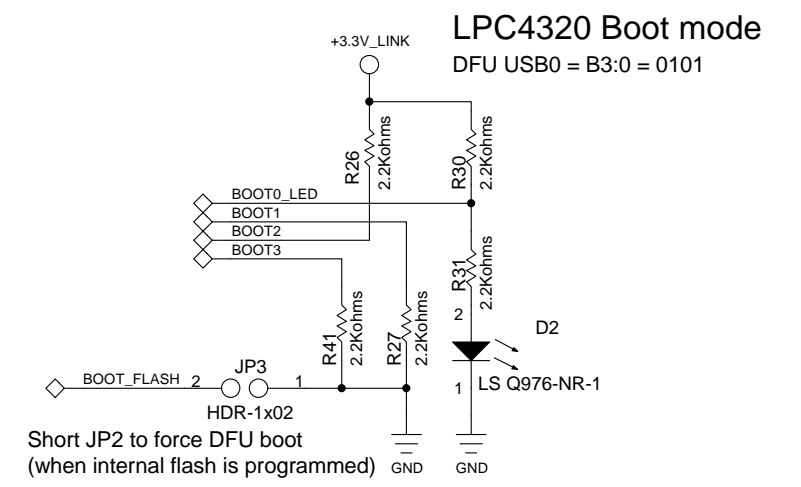 LPC4320 Boot mode
+3.3V_LINK
DFU USB0 = B3:0 = 0101
R26
2.2Kohms
R30
2.2Kohms
BOOT0_LED
BOOT1
BOOT2
BOOT3
R31
2.2Kohms
R41
2.2Kohms
R27
2.2Kohms
2
D2
JP3
BOOT_FLASH 2
1
1
LS Q976-NR-1
HDR-1x02
Short JP2 to force DFU boot
(when internal flash is programmed)
GND
GND